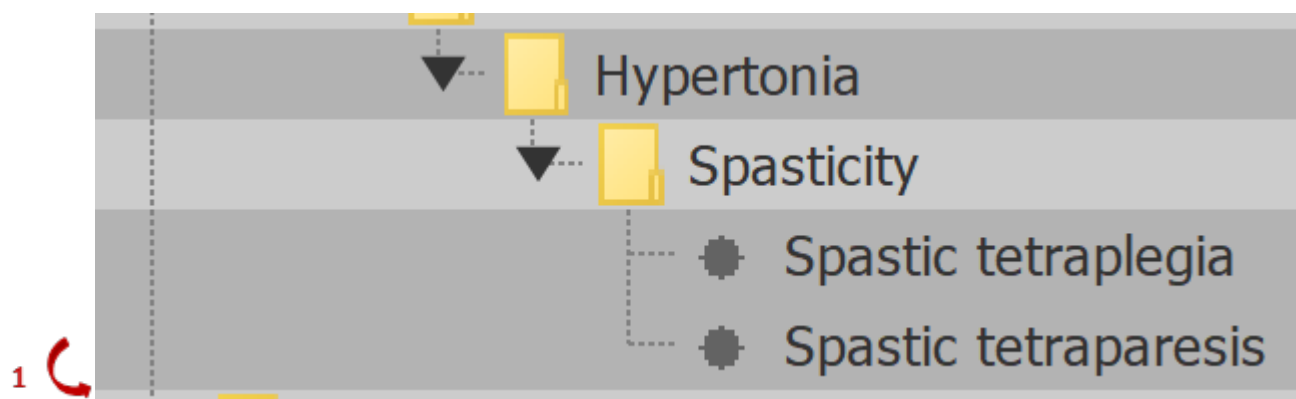 Hypertonia
Spasticity
Spastic tetraplegia
Spastic tetraparesis
1